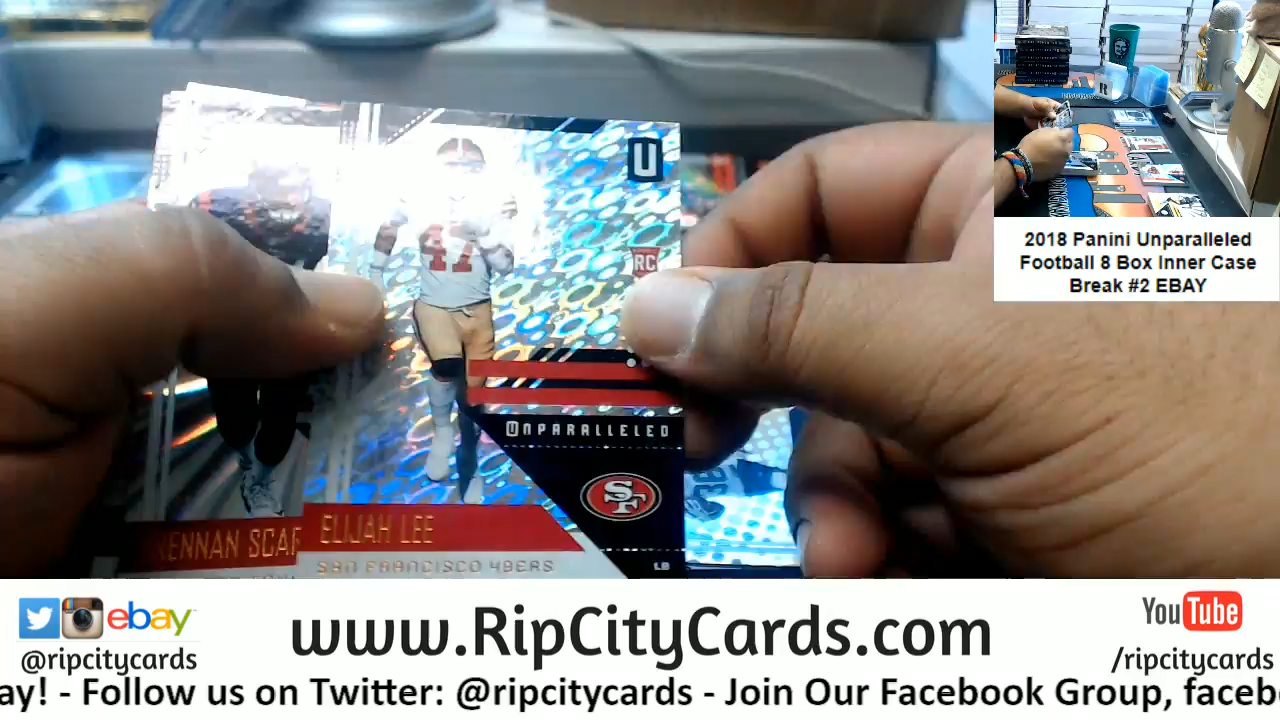 U
47
RC
UNPARALLELED
SF
KENNAN SCAR
ELIJAH LEE
SAN FRANCISCO 49ERS
LB
2018 Panini Unparalleled
Football 8 Box Inner Case
Break #2 EBAY
ebay
@ripcitycards
www.RipCityCards.com
YouTube
/ripcitycards
ay! - Follow us on Twitter: @ripcitycards - Join Our Facebook Group, faceb